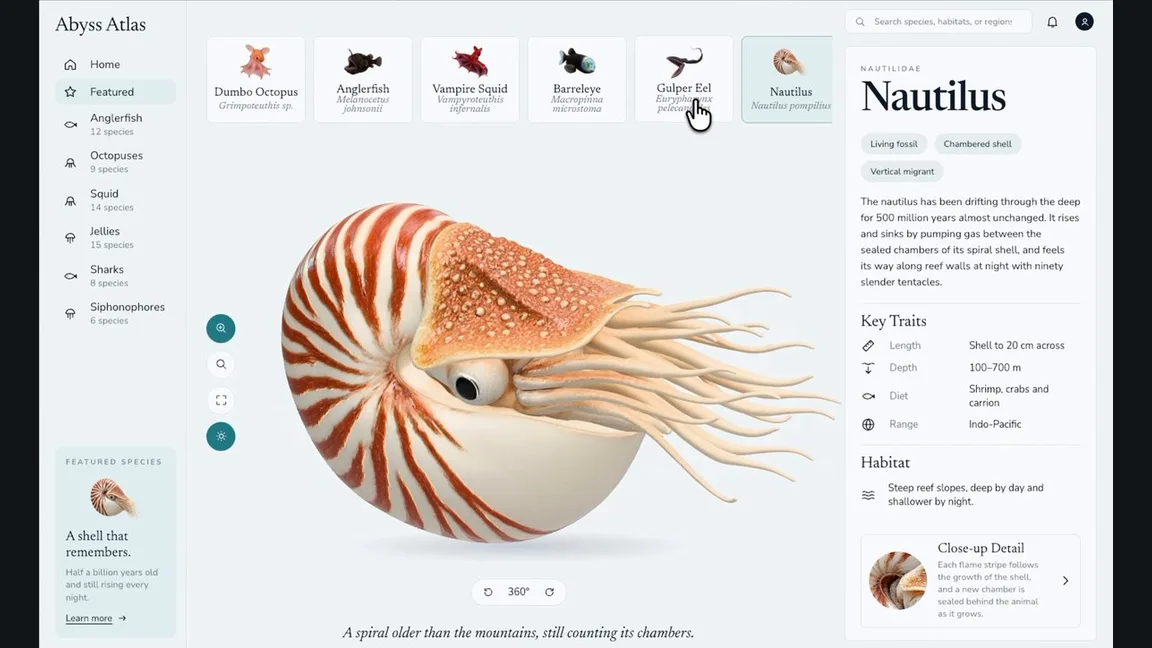 Abyss Atlas
Home
Featured
Anglerfish
12 species
Octopuses
9 species
Squid
14 species
Jellies
15 species
Sharks
8 species
Siphonophores
6 species
FEATURED SPECIES
A shell that
remembers.
Half a billion years old
and still rising every
night.
Learn more →
Dumbo Octopus
Grimpoteuthis sp.
Anglerfish
Melanocetus
johnsonii
Vampire Squid
Vampyroteuthis
infernalis
Barreleye
Macropinna
microstoma
Gulper Eel
Nautilus
Nautilus pompilius
360°
A spiral older than the mountains, still counting its chambers.
Search species, habitats, or regions
NAUTILIDAE
Nautilus
Living fossil
Chambered shell
Vertical migrant
The nautilus has been drifting through the deep
for 500 million years almost unchanged. It rises
and sinks by pumping gas between the
sealed chambers of its spiral shell, and feels
its way along reef walls at night with ninety
slender tentacles.
Key Traits
Length Shell to 20 cm across
Depth 100–700 m
Diet Shrimp, crabs and
carrion
Range Indo-Pacific
Habitat
Steep reef slopes, deep by day and
shallower by night.
Close-up Detail
Each flame stripe follows
the growth of the shell,
and a new chamber is
sealed behind the animal
as it grows.